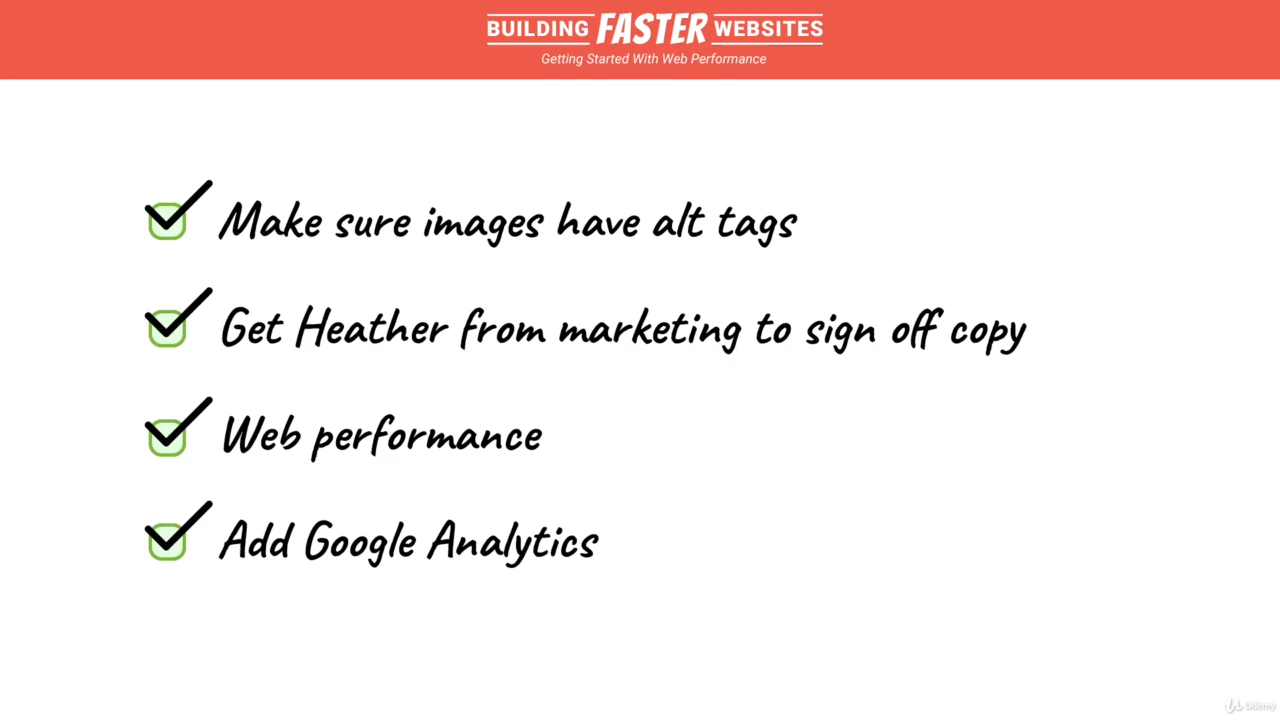 BUILDING FASTER WEBSITES
Getting Started With Web Performance
Make sure images have alt tags
Get Heather from marketing to sign off copy
Web performance
Add Google Analytics
Udemy